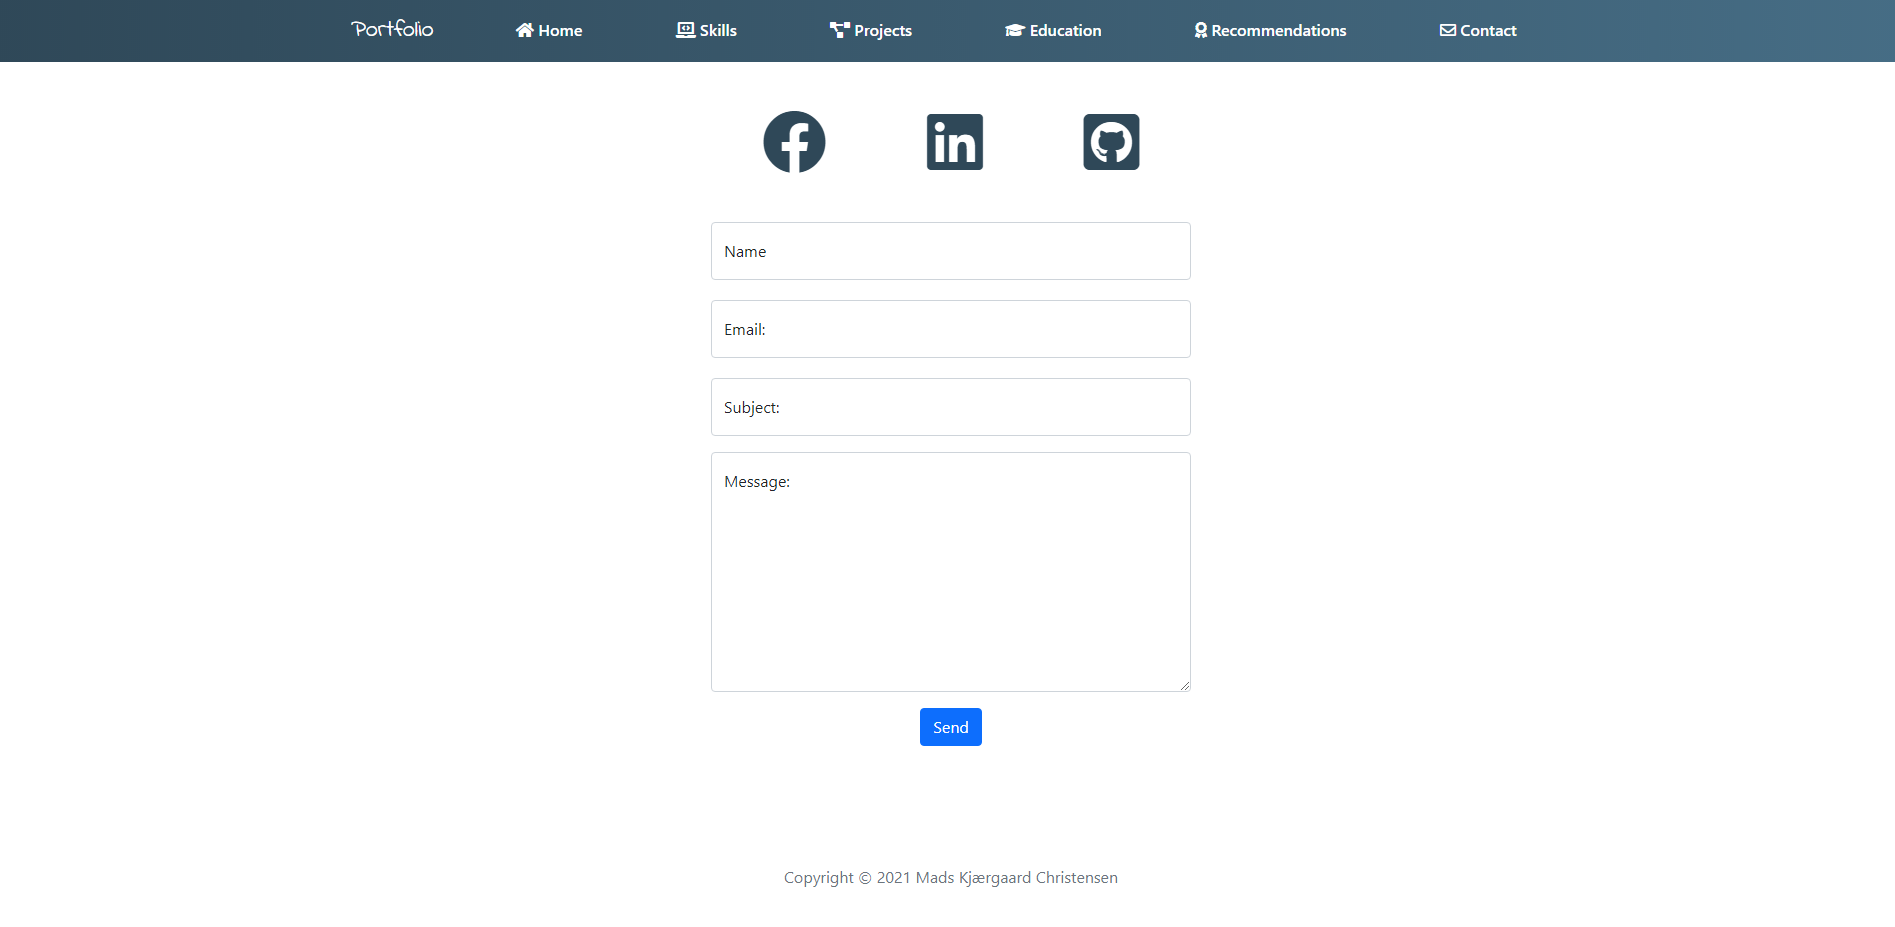 Portfolio Home Skills Projects Education Recommendations Contact
Name
Email:
Subject:
Message:
Send
Copyright © 2021 Mads Kjærgaard Christensen